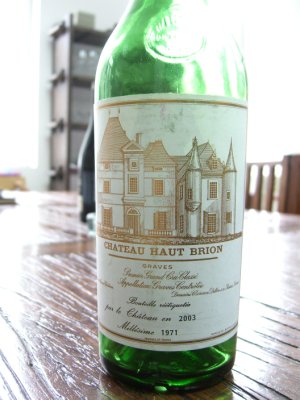 CHATEAU HAUT BRION
GRAVES
Premier Grand Cru Classé
Appellation Graves Contrôlée
Bouteille réétiquetée
par le Château en 2003
Millésime 1971